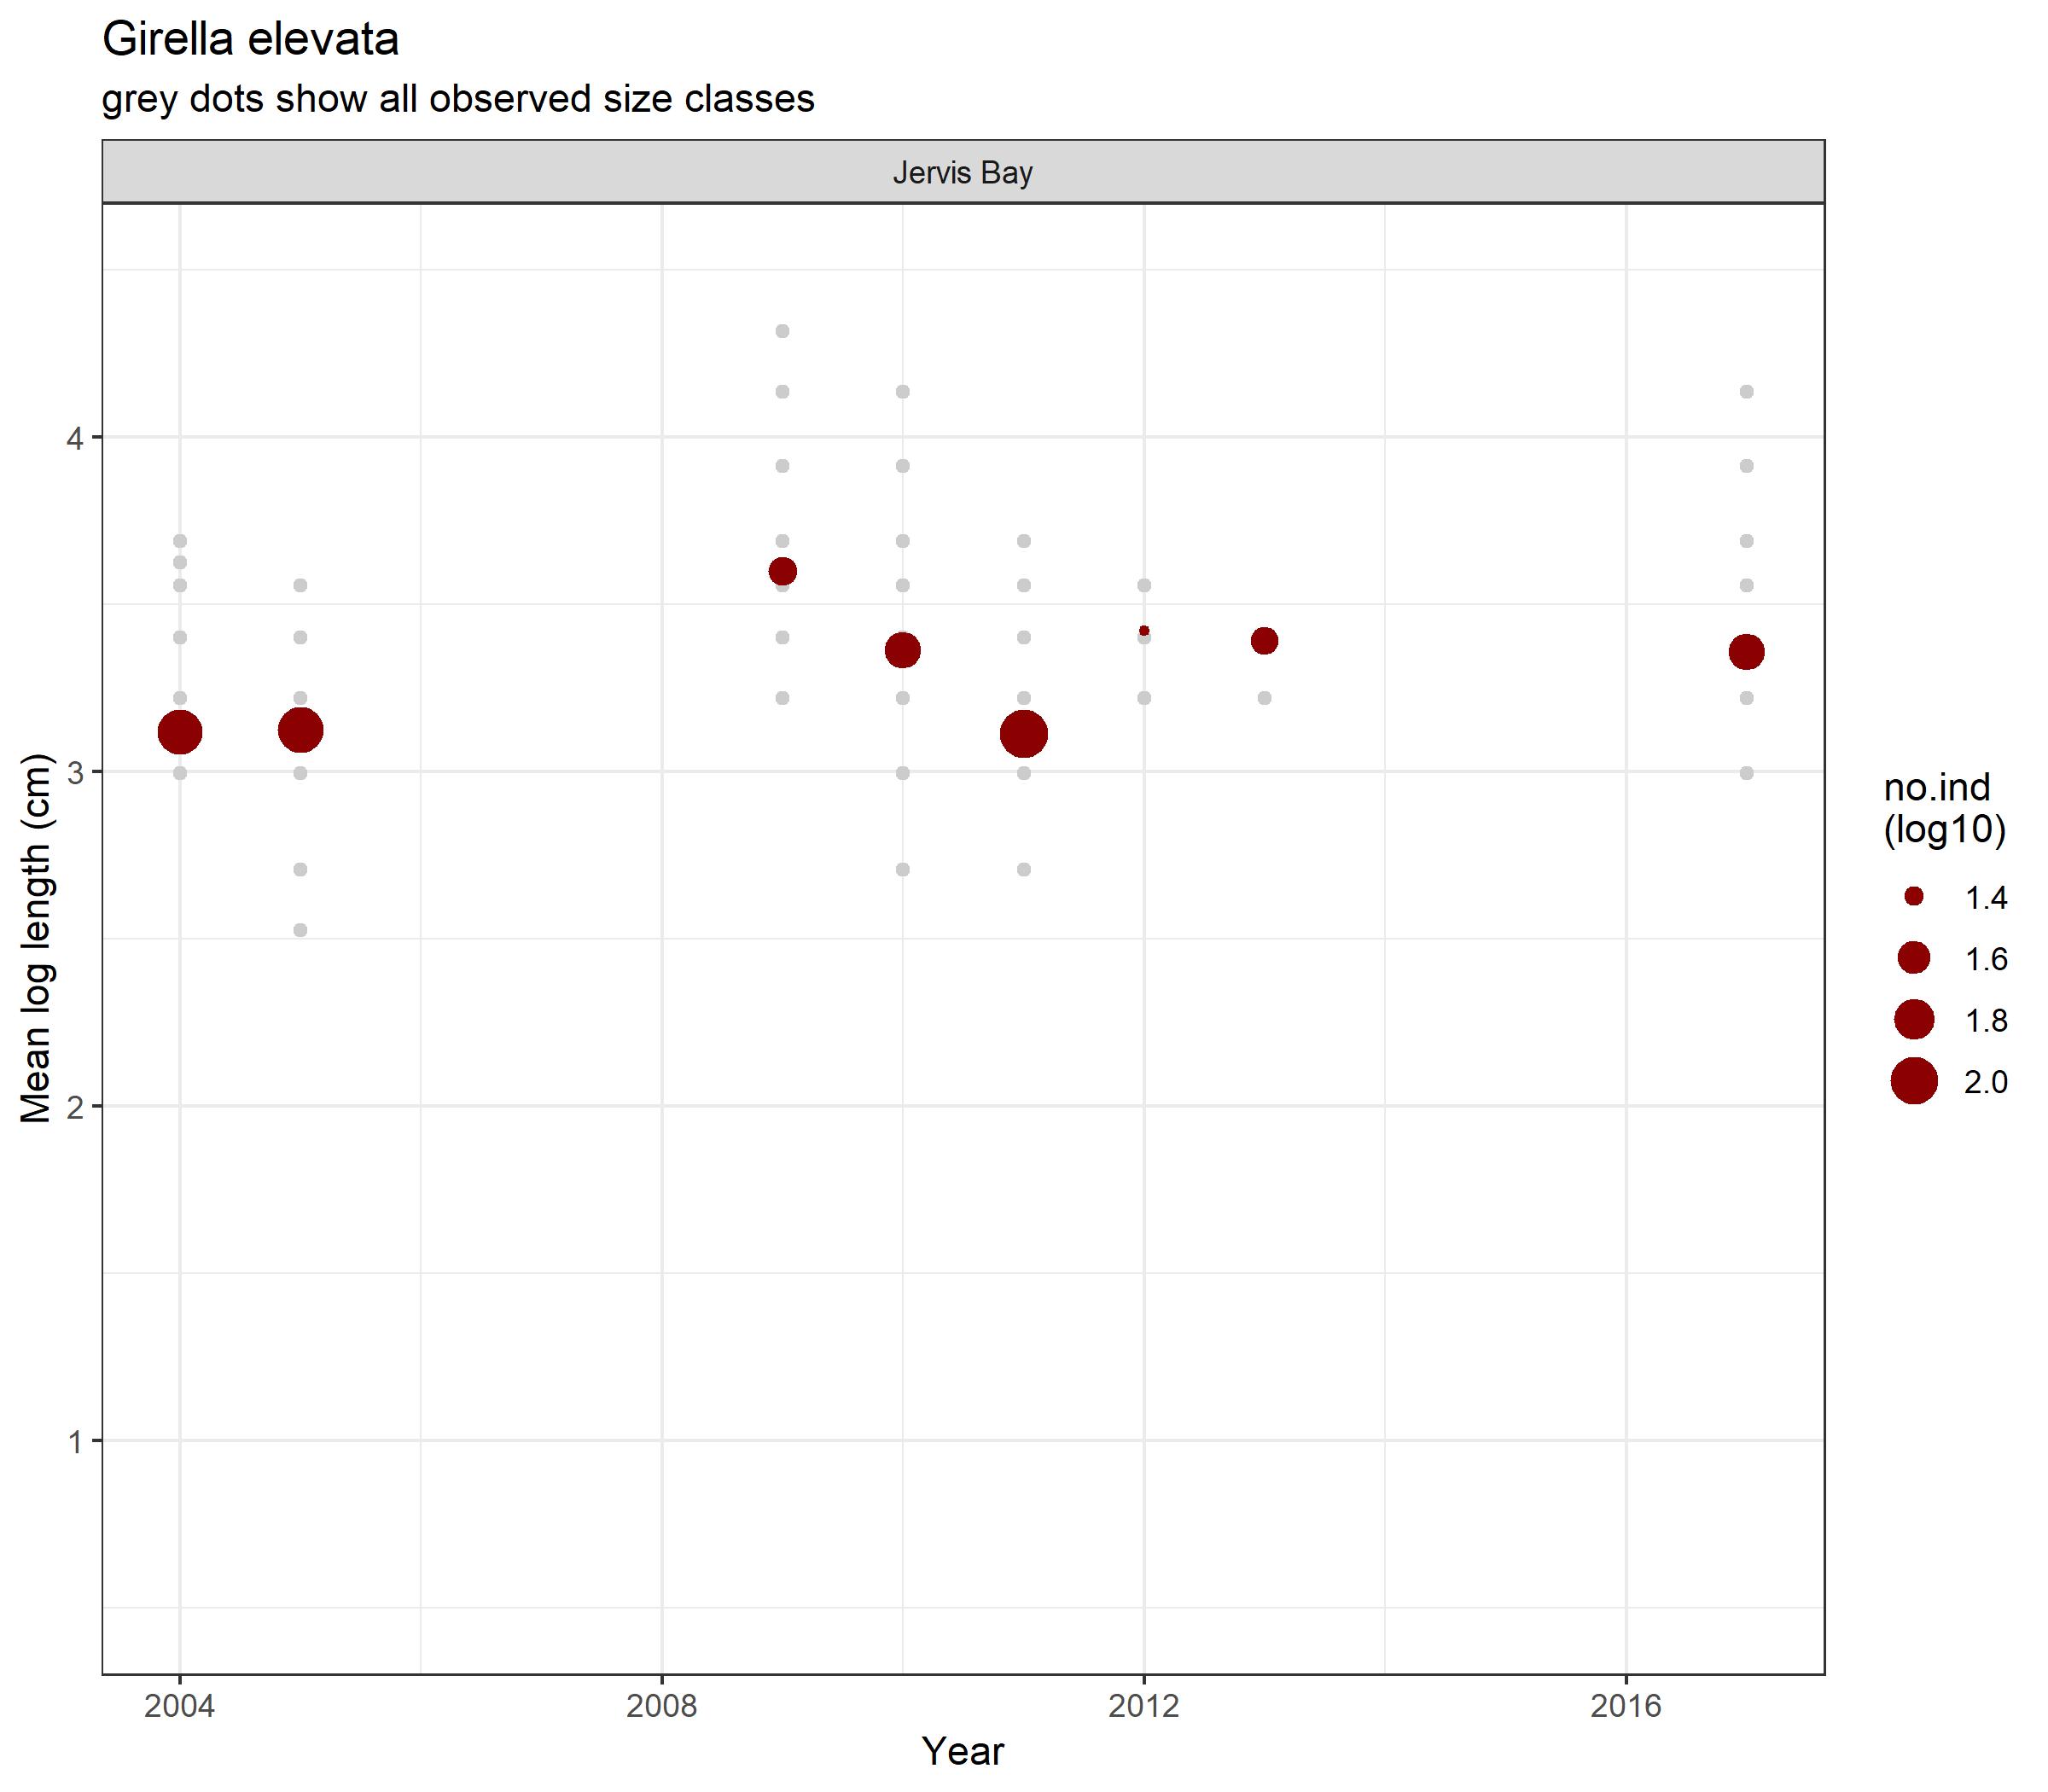 Girella elevata
grey dots show all observed size classes
Jervis Bay
Mean log length (cm)
4
3
2
1
2004 2008 2012 2016
Year
no.ind
(log10)
1.4
1.6
1.8
2.0